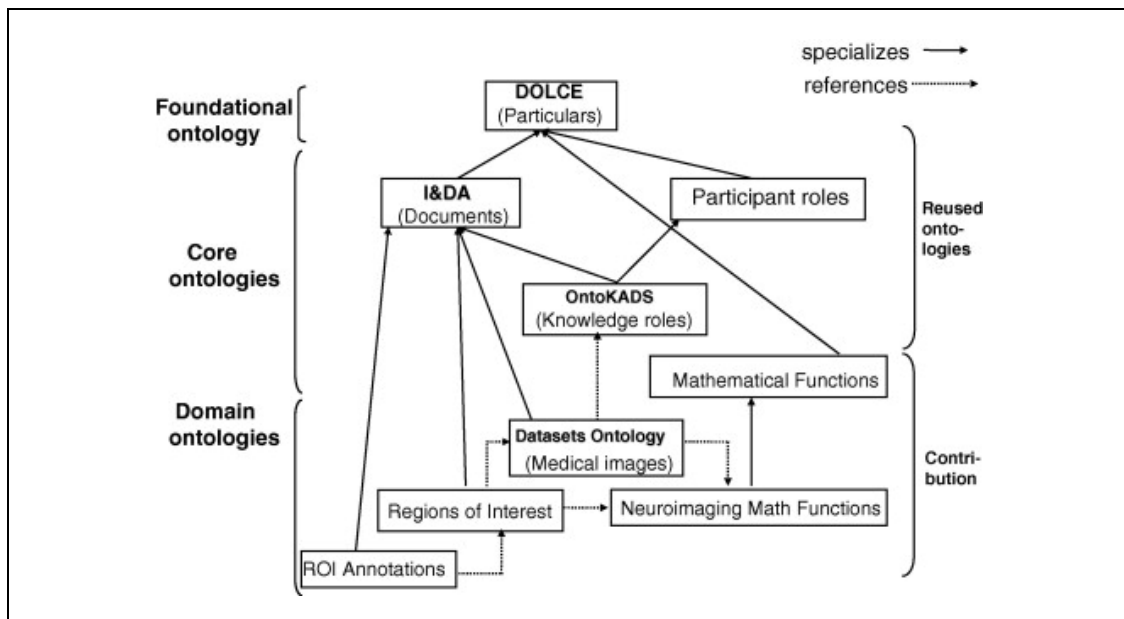 specializes
references
Foundational
ontology
DOLCE
(Particulars)
I&DA
(Documents)
Participant roles
Reused
onto-
logies
Core
ontologies
OntoKADS
(Knowledge roles)
Mathematical Functions
Domain
ontologies
Datasets Ontology
(Medical images)
Contri-
bution
Regions of Interest
Neuroimaging Math Functions
ROI Annotations